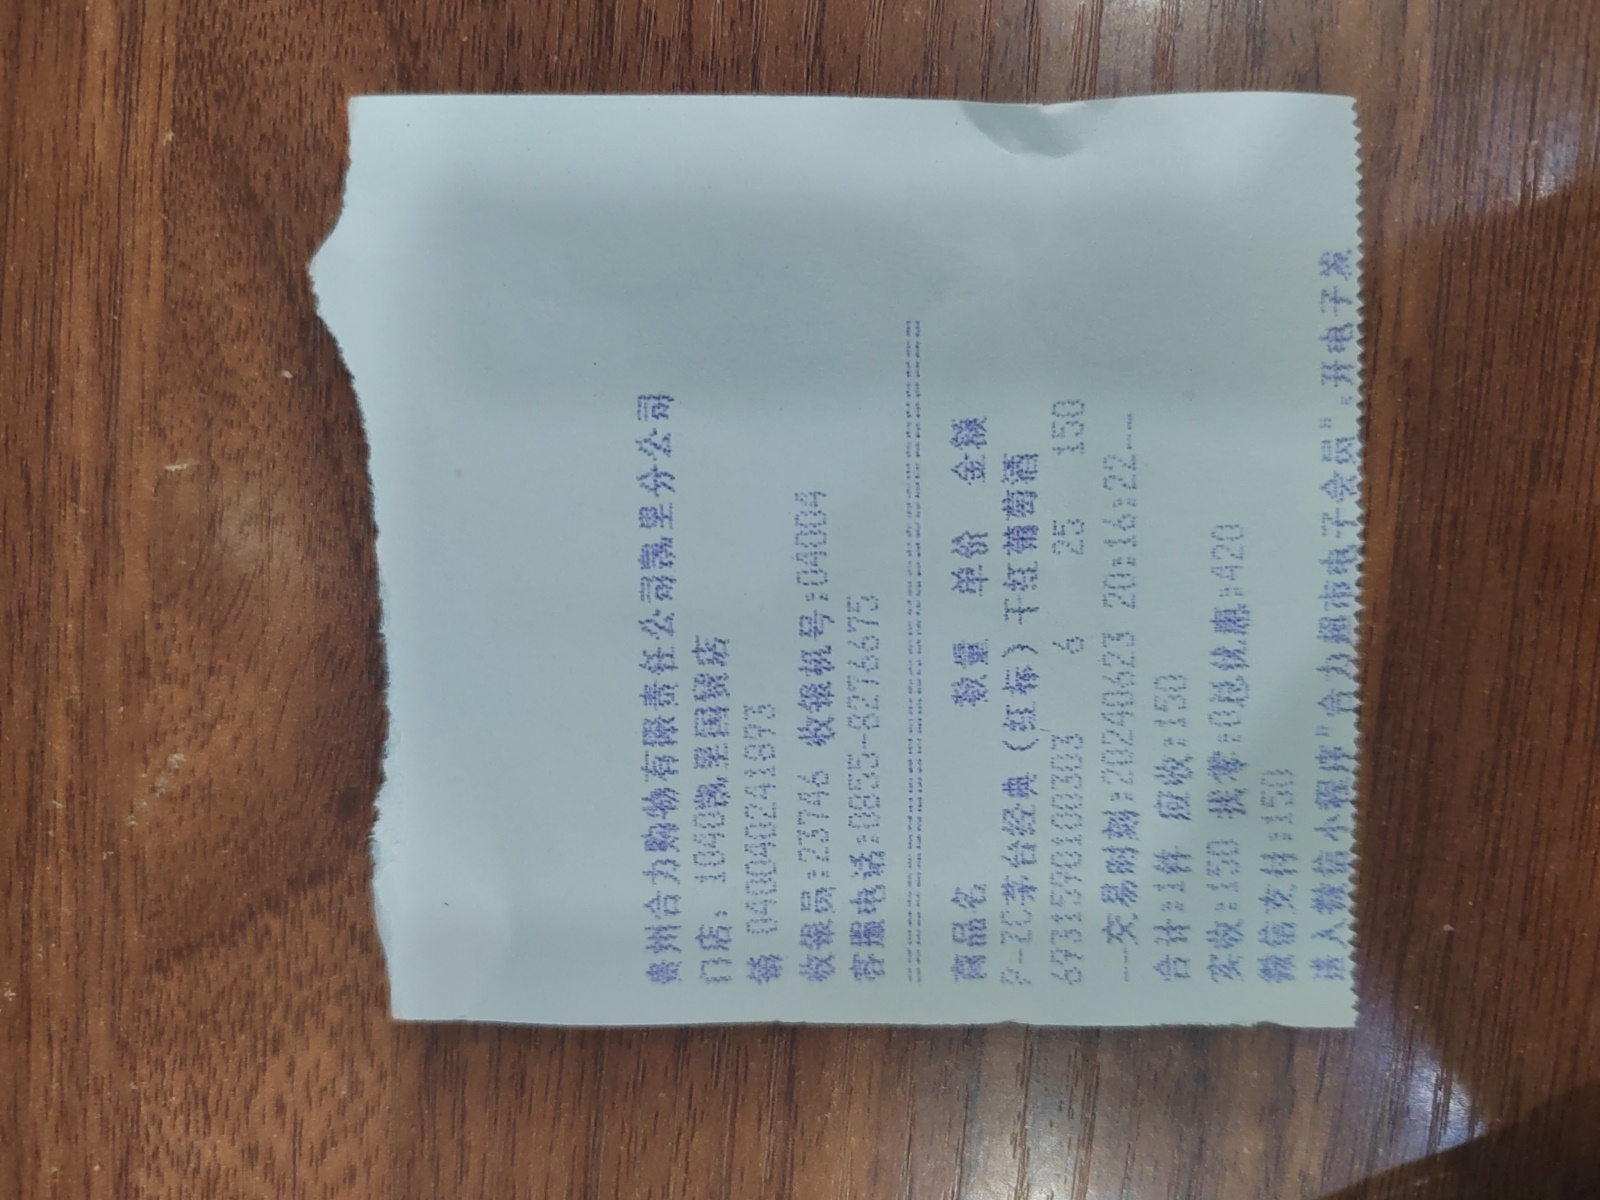 贵州合力购物有限责任公司凯里分公司
门店: 1040凯里国贸店
0400402241873
收银员:23746 收银机号:04004
客服电话:0855-8276675
商品名 数量 单价 金额
P-ZG茅台经典(红标)干红葡萄酒
6931590100303 6 25 150
---交易时刻:20240623 20:16:22---
合计:1件 应收:150
实收:150 找零:0总优惠:420
微信支付:150
进入微信小程序"合力超市电子会员",开电子发